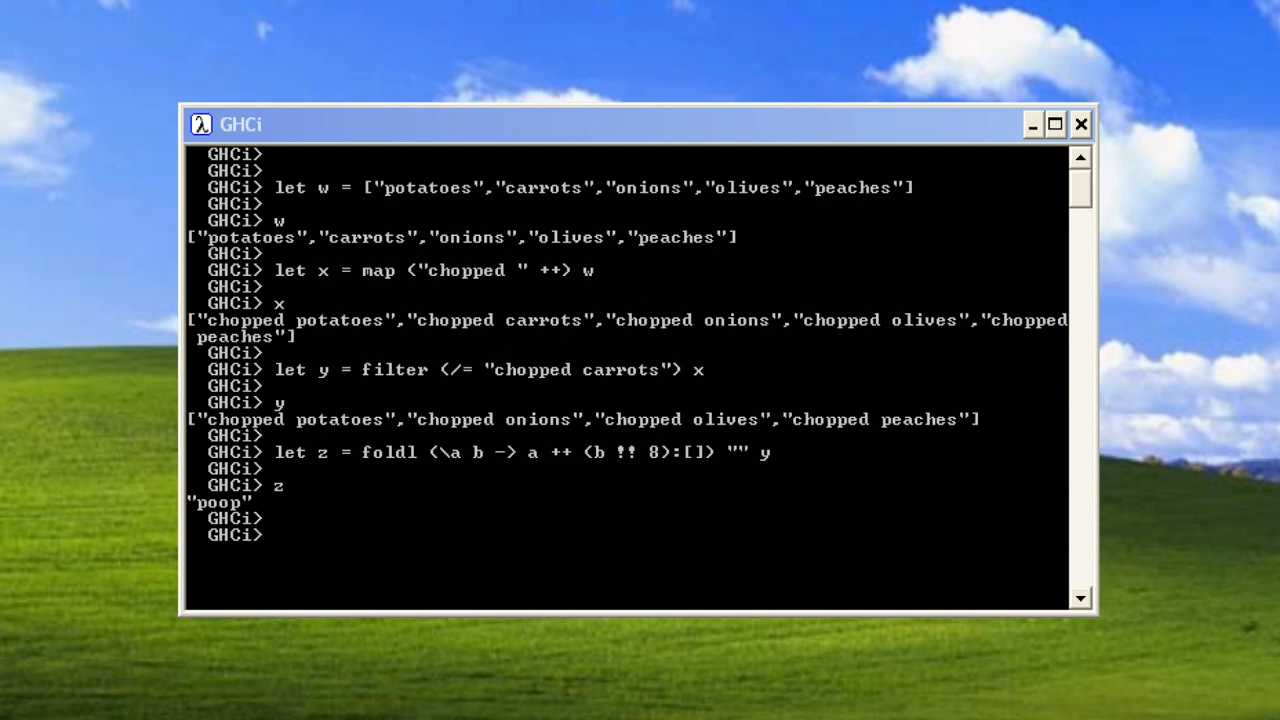 GHCi
GHCi>
GHCi>
GHCi> let w = ["potatoes","carrots","onions","olives","peaches"]
GHCi>
GHCi> w
["potatoes","carrots","onions","olives","peaches"]
GHCi>
GHCi> let x = map ("chopped " ++) w
GHCi>
GHCi> x
["chopped potatoes","chopped carrots","chopped onions","chopped olives","chopped
 peaches"]
GHCi>
GHCi> let y = filter (/= "chopped carrots") x
GHCi>
GHCi> y
["chopped potatoes","chopped onions","chopped olives","chopped peaches"]
GHCi>
GHCi> let z = foldl (\a b -> a ++ (b !! 8):[]) "" y
GHCi>
GHCi> z
"poop"
GHCi>
GHCi>